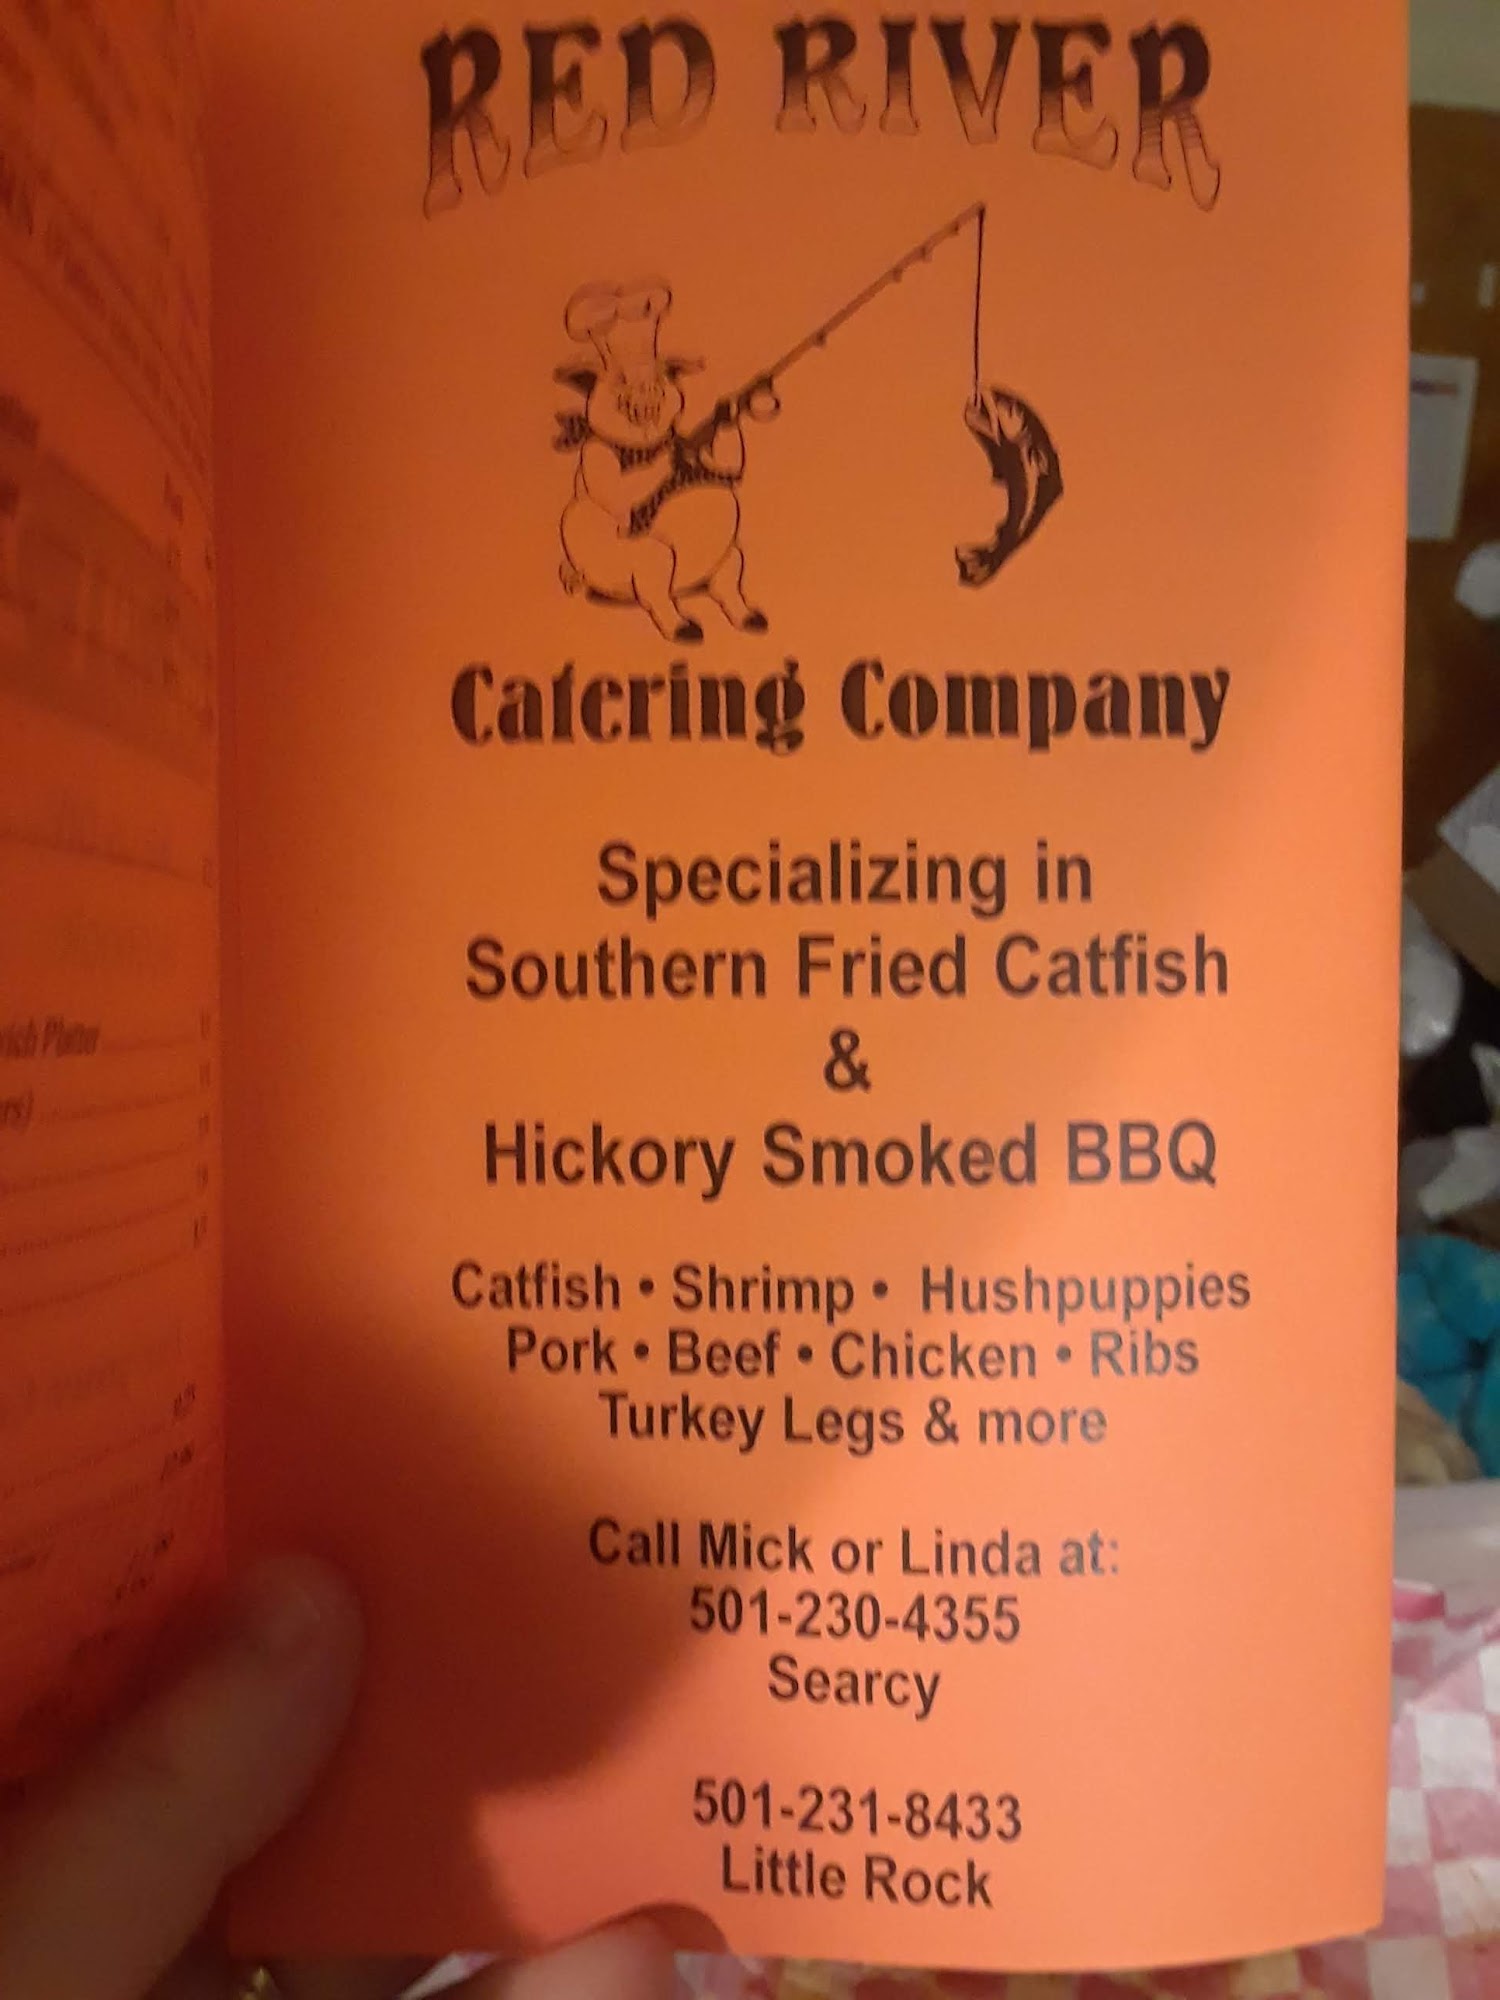 RED RIVER
Catering Company
Specializing in
Southern Fried Catfish
&
Hickory Smoked BBQ
Catfish • Shrimp • Hushpuppies
Pork • Beef • Chicken • Ribs
Turkey Legs & more
Call Mick or Linda at:
501-230-4355
Searcy
501-231-8433
Little Rock